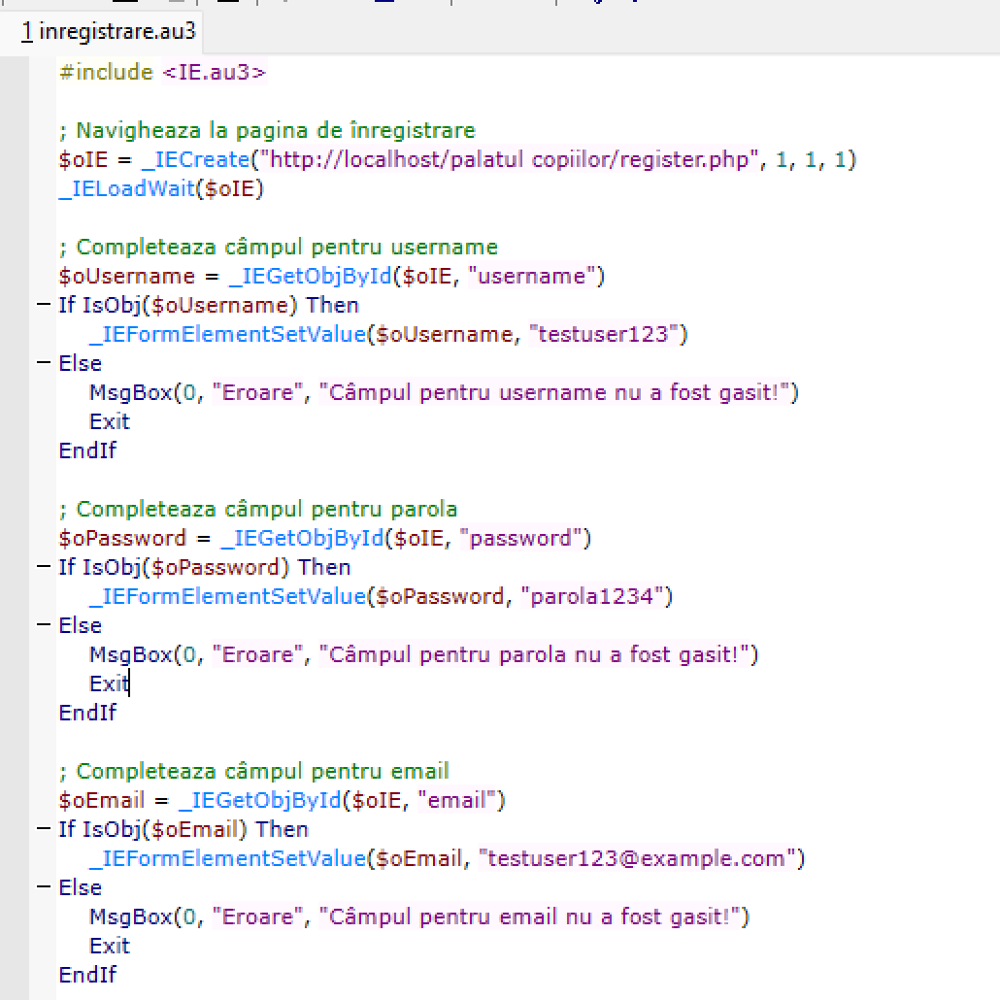 1 inregistrare.au3
#include <IE.au3>
; Navigheaza la pagina de înregistrare
$oIE = _IECreate("http://localhost/palatul copiilor/register.php", 1, 1, 1)
_IELoadWait($oIE)
; Completeaza câmpul pentru username
$oUsername = _IEGetObjById($oIE, "username")
If IsObj($oUsername) Then
_IEFormElementSetValue($oUsername, "testuser123")
Else
MsgBox(0, "Eroare", "Câmpul pentru username nu a fost gasit!")
Exit
EndIf
; Completeaza câmpul pentru parola
$oPassword = _IEGetObjById($oIE, "password")
If IsObj($oPassword) Then
_IEFormElementSetValue($oPassword, "parola1234")
Else
MsgBox(0, "Eroare", "Câmpul pentru parola nu a fost gasit!")
Exit
EndIf
; Completeaza câmpul pentru email
$oEmail = _IEGetObjById($oIE, "email")
If IsObj($oEmail) Then
_IEFormElementSetValue($oEmail, "testuser123@example.com")
Else
MsgBox(0, "Eroare", "Câmpul pentru email nu a fost gasit!")
Exit
EndIf